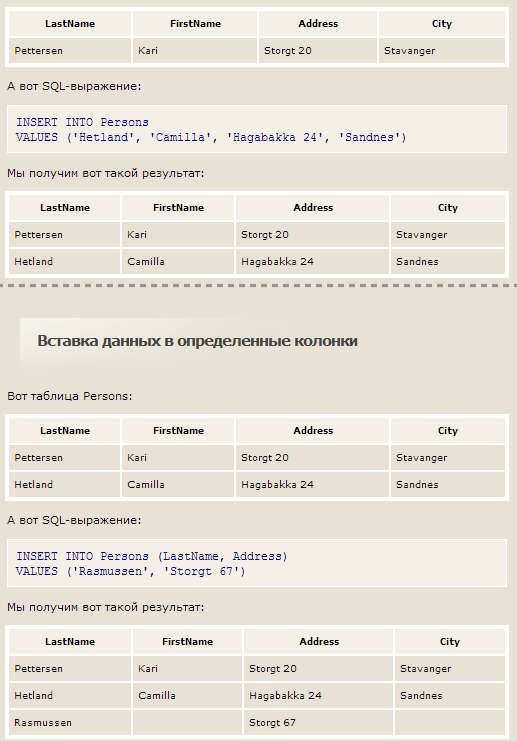 LastName FirstName Address City
Pettersen Kari Storgt 20 Stavanger
А вот SQL-выражение:
INSERT INTO Persons
VALUES ('Hetland', 'Camilla', 'Hagabakka 24', 'Sandnes')
Мы получим вот такой результат:
LastName FirstName Address City
Pettersen Kari Storgt 20 Stavanger
Hetland Camilla Hagabakka 24 Sandnes
Вставка данных в определенные колонки
Вот таблица Persons:
LastName FirstName Address City
Pettersen Kari Storgt 20 Stavanger
Hetland Camilla Hagabakka 24 Sandnes
А вот SQL-выражение:
INSERT INTO Persons (LastName, Address)
VALUES ('Rasmussen', 'Storgt 67')
Мы получим вот такой результат:
LastName FirstName Address City
Pettersen Kari Storgt 20 Stavanger
Hetland Camilla Hagabakka 24 Sandnes
Rasmussen Storgt 67